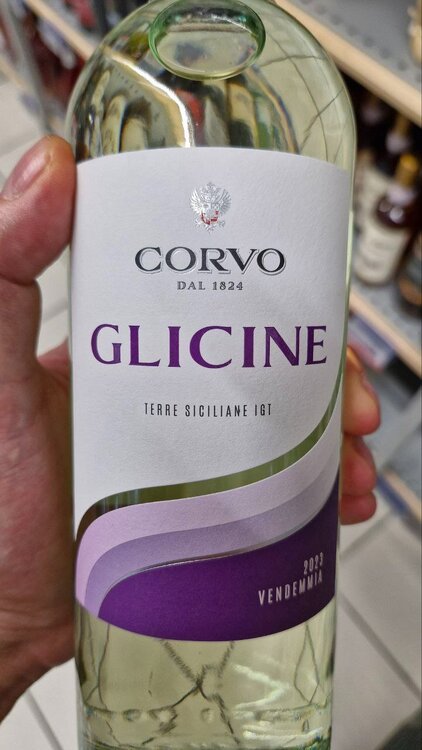 CORVO
DAL 1824
GLICINE
TERRE SICILIANE IGT
2023
VENDEMMIA